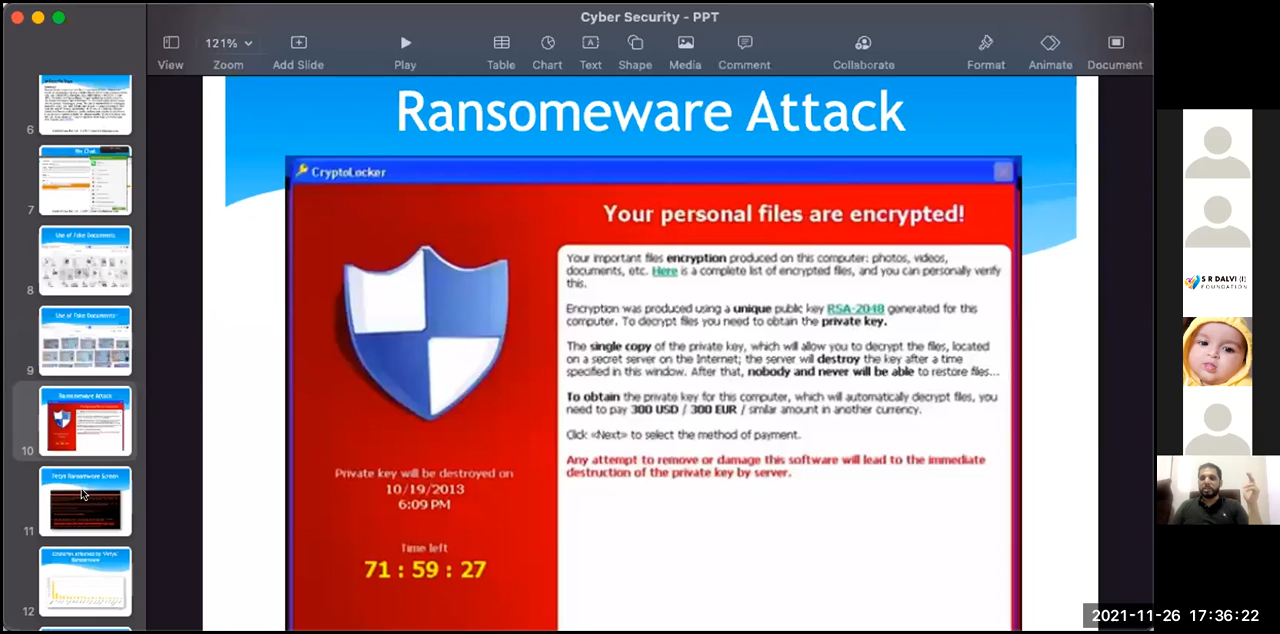 Cyber Security - PPT
121%
View
Zoom
Add Slide
Play
Table
Chart
Text
Shape
Media
Comment
Collaborate
Format
Animate
Document
6
7
Use of Fake Documents
8
Use of Fake Documents
9
Ransomeware Attack
10
Petya Ransomware Screen
11
12
Ransomeware Attack
CryptoLocker
Your personal files are encrypted!
Your important files encryption produced on this computer: photos, videos,
documents, etc. Here is a complete list of encrypted files, and you can personally verify
this.
Encryption was produced using a unique public key RSA-2048 generated for this
computer. To decrypt files you need to obtain the private key.
The single copy of the private key, which will allow you to decrypt the files, located
on a secret server on the Internet; the server will destroy the key after a time
specified in this window. After that, nobody and never will be able to restore files...
To obtain the private key for this computer, which will automatically decrypt files, you
need to pay 300 USD / 300 EUR / similar amount in another currency.
Click «Next» to select the method of payment.
Any attempt to remove or damage this software will lead to the immediate
destruction of the private key by server.
Private key will be destroyed on
10/19/2013
6:09 PM
Time left
71 : 59 : 27
S R DALVI (I)
FOUNDATION
2021-11-26 17:36:22